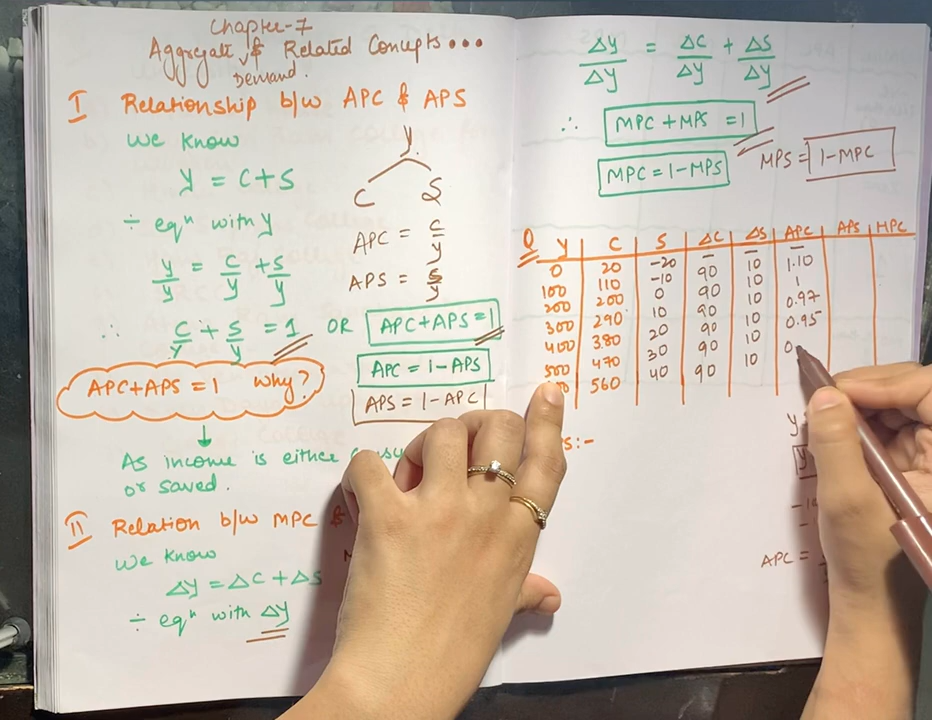 Chapter-7
Aggregate & Related Concepts...
Demand.
I Relationship b/w APC & APS
We know
Y = C+S
÷ eqⁿ with Y
Y/Y = C/Y + S/Y
∴ C/Y + S/Y = 1 OR APC+APS=1
Y
C S
APC = C/Y
APS = S/Y
APC = 1-APS
APS = 1-APC
APC+APS = 1 Why?
As income is either
or saved.
II Relation b/w MPC &
We know
ΔY = ΔC + ΔS
÷ eqⁿ with ΔY
ΔY/ΔY = ΔC/ΔY + ΔS/ΔY
∴ MPC + MPS = 1
MPC = 1-MPS MPS = 1-MPC
Q Y C S ΔC ΔS APC APS MPC
0 20 -20 - - -
100 110 -10 90 10 1.10
200 200 0 90 10 1
300 290 10 90 10 0.97
400 380 20 90 10 0.95
500 470 30 90 10 0
560 40 90 10
s:-
APC =